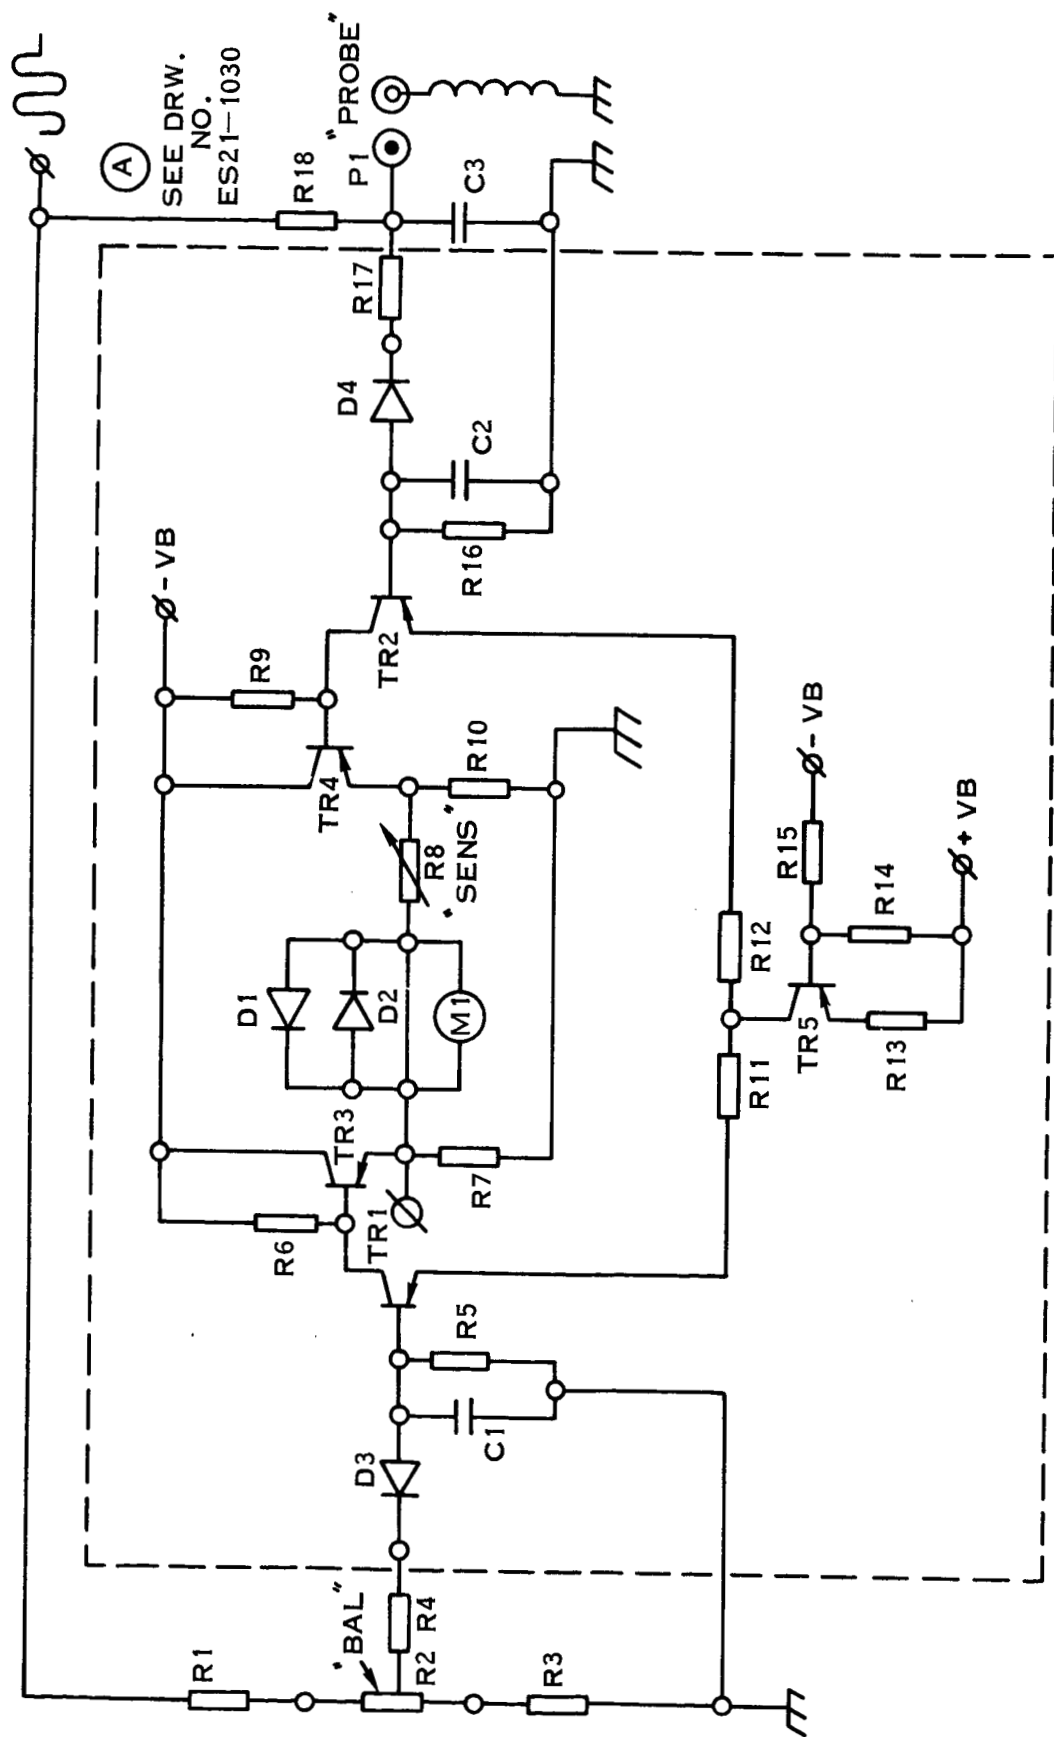 A
SEE DRW.
NO.
ES21-1030
R18
P1
"PROBE"
C3
R17
D4
C2
R16
-VB
R9
TR2
TR4
R10
R8
"SENS"
D1
D2
M1
TR3
R7
R6
TR1
R5
C1
D3
R4
"BAL"
R2
R1
R3
R12
R11
-VB
R15
R14
TR5
R13
+VB